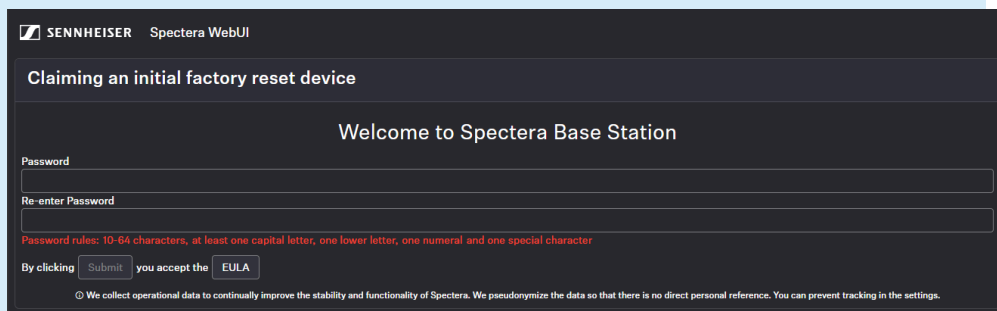 SENNHEISER Spectera WebUI
Claiming an initial factory reset device
Welcome to Spectera Base Station
Password
Re-enter Password
Password rules: 10-64 characters, at least one capital letter, one lower letter, one numeral and one special character
By clicking Submit you accept the EULA
We collect operational data to continually improve the stability and functionality of Spectera. We pseudonymize the data so that there is no direct personal reference. You can prevent tracking in the settings.